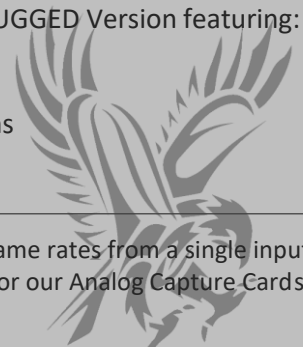 UGGED Version featuring:
s
ame rates from a single input
or our Analog Capture Cards